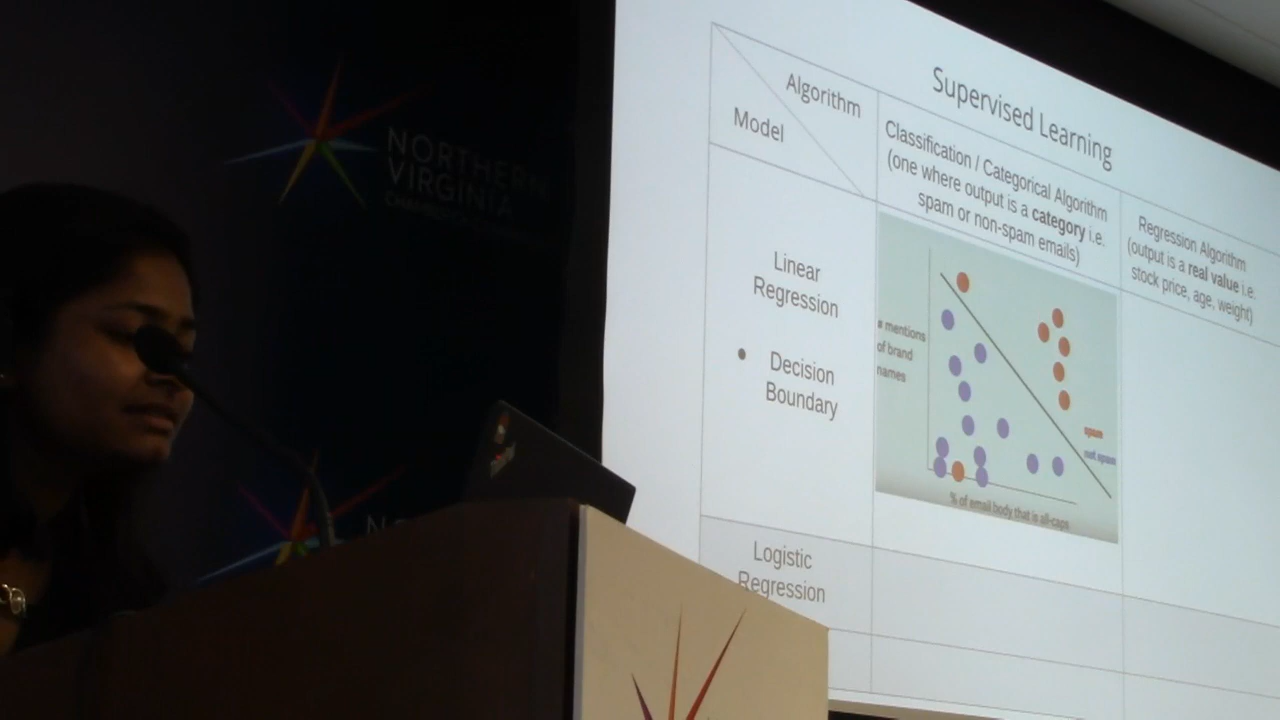 NORTHERN
VIRGINIA
Supervised Learning
Algorithm
Model
Classification / Categorical Algorithm
(one where output is a category i.e.
spam or non-spam emails)
Regression Algorithm
(output is a real value i.e.
stock price, age, weight)
Linear
Regression
• Decision
Boundary
# mentions
of brand
names
spam
not spam
% of email body that is all-caps
Logistic
Regression